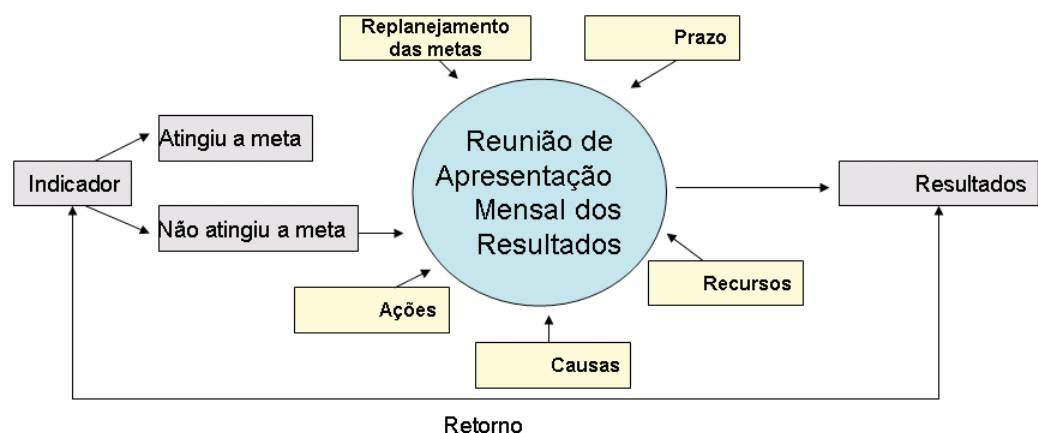 Replanejamento
das metas
Prazo
Atingiu a meta
Reunião de
Apresentação
Mensal dos
Resultados
Indicador
Resultados
Não atingiu a meta
Recursos
Ações
Causas
Retorno